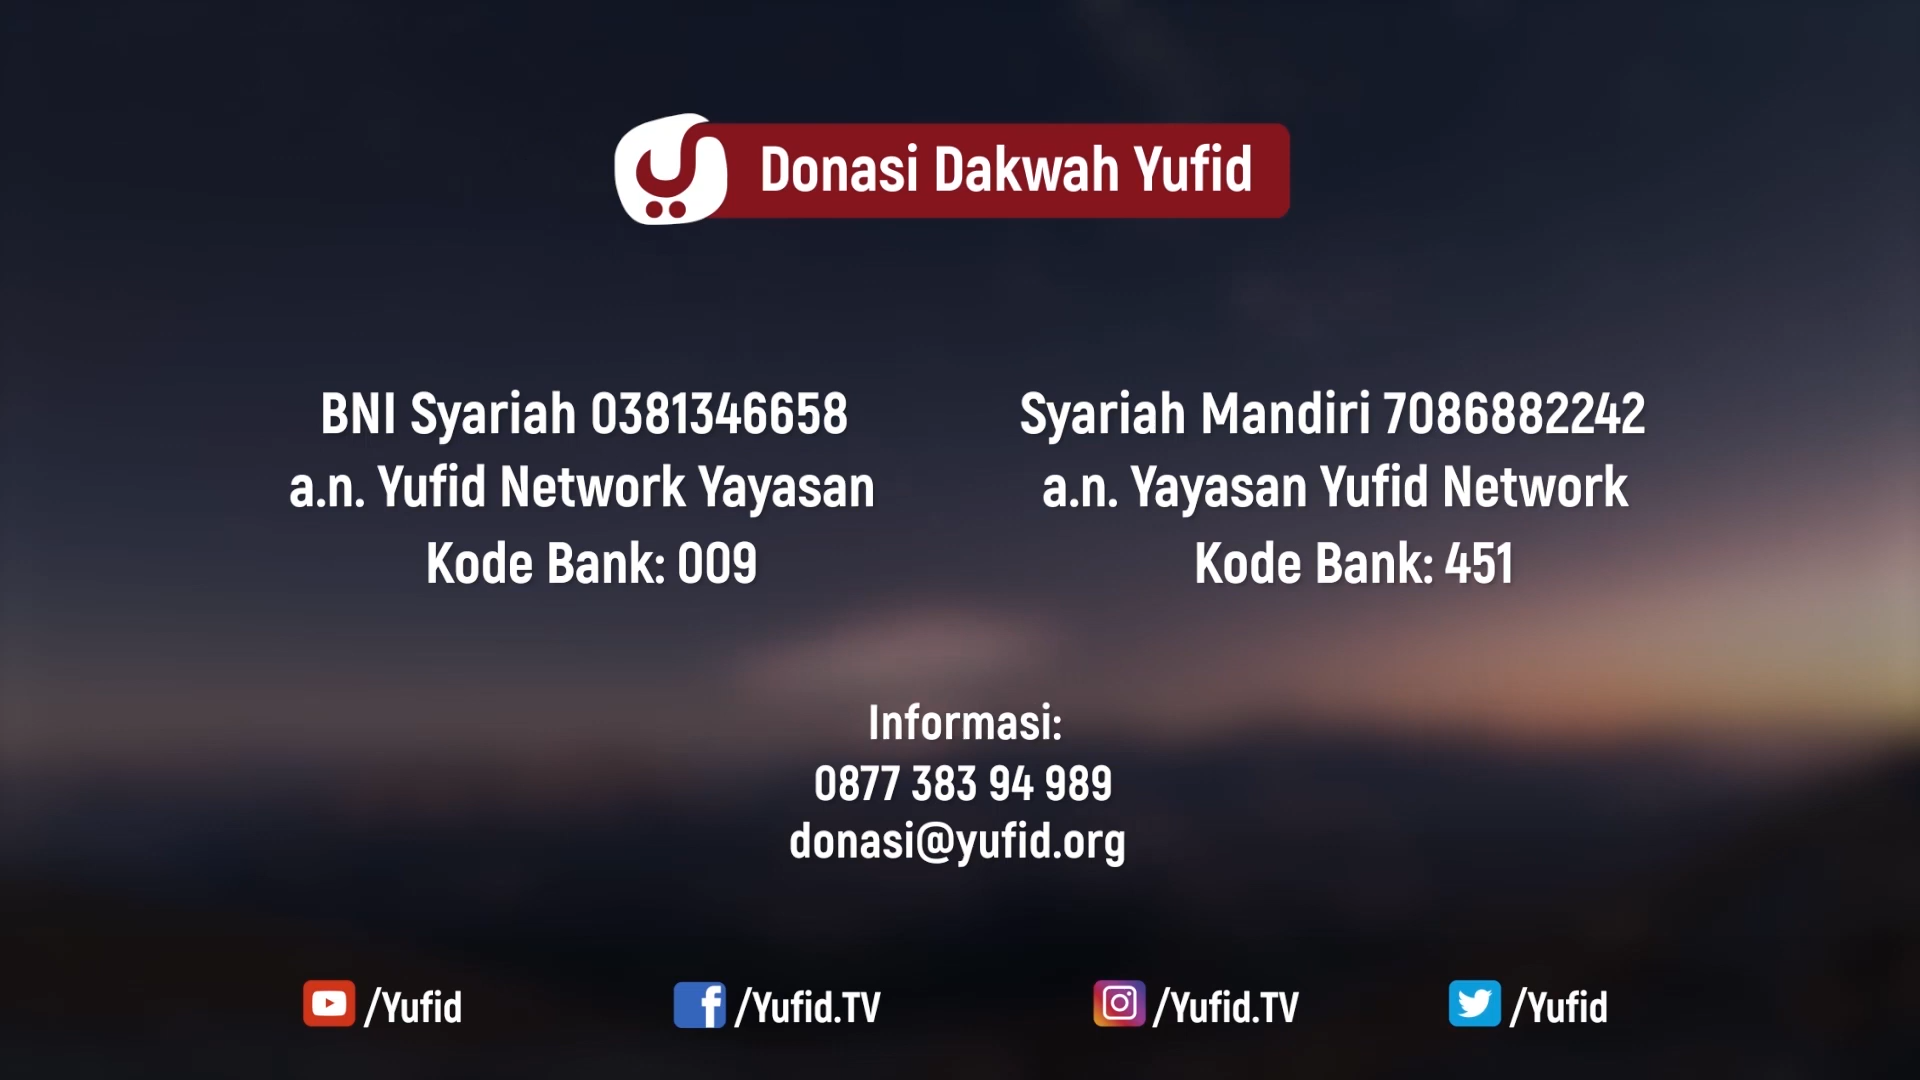 Donasi Dakwah Yufid
BNI Syariah 0381346658
a.n. Yufid Network Yayasan
Kode Bank: 009
Syariah Mandiri 7086882242
a.n. Yayasan Yufid Network
Kode Bank: 451
Informasi:
0877 383 94 989
donasi@yufid.org
/Yufid
/Yufid.TV
/Yufid.TV
/Yufid